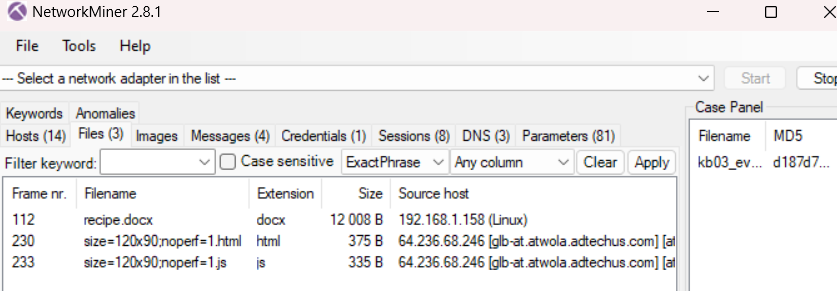 NetworkMiner 2.8.1
File Tools Help
--- Select a network adapter in the list --- Start Stop
Keywords Anomalies Case Panel
Hosts (14) Files (3) Images Messages (4) Credentials (1) Sessions (8) DNS (3) Parameters (81) Filename MD5
Filter keyword: Case sensitive ExactPhrase Any column Clear Apply kb03_ev... d187d7...
Frame nr. Filename Extension Size Source host
112 recipe.docx docx 12 008 B 192.168.1.158 (Linux)
230 size=120x90;noperf=1.html html 375 B 64.236.68.246 [glb-at.atwola.adtechus.com] [at
233 size=120x90;noperf=1.js js 335 B 64.236.68.246 [glb-at.atwola.adtechus.com] [at